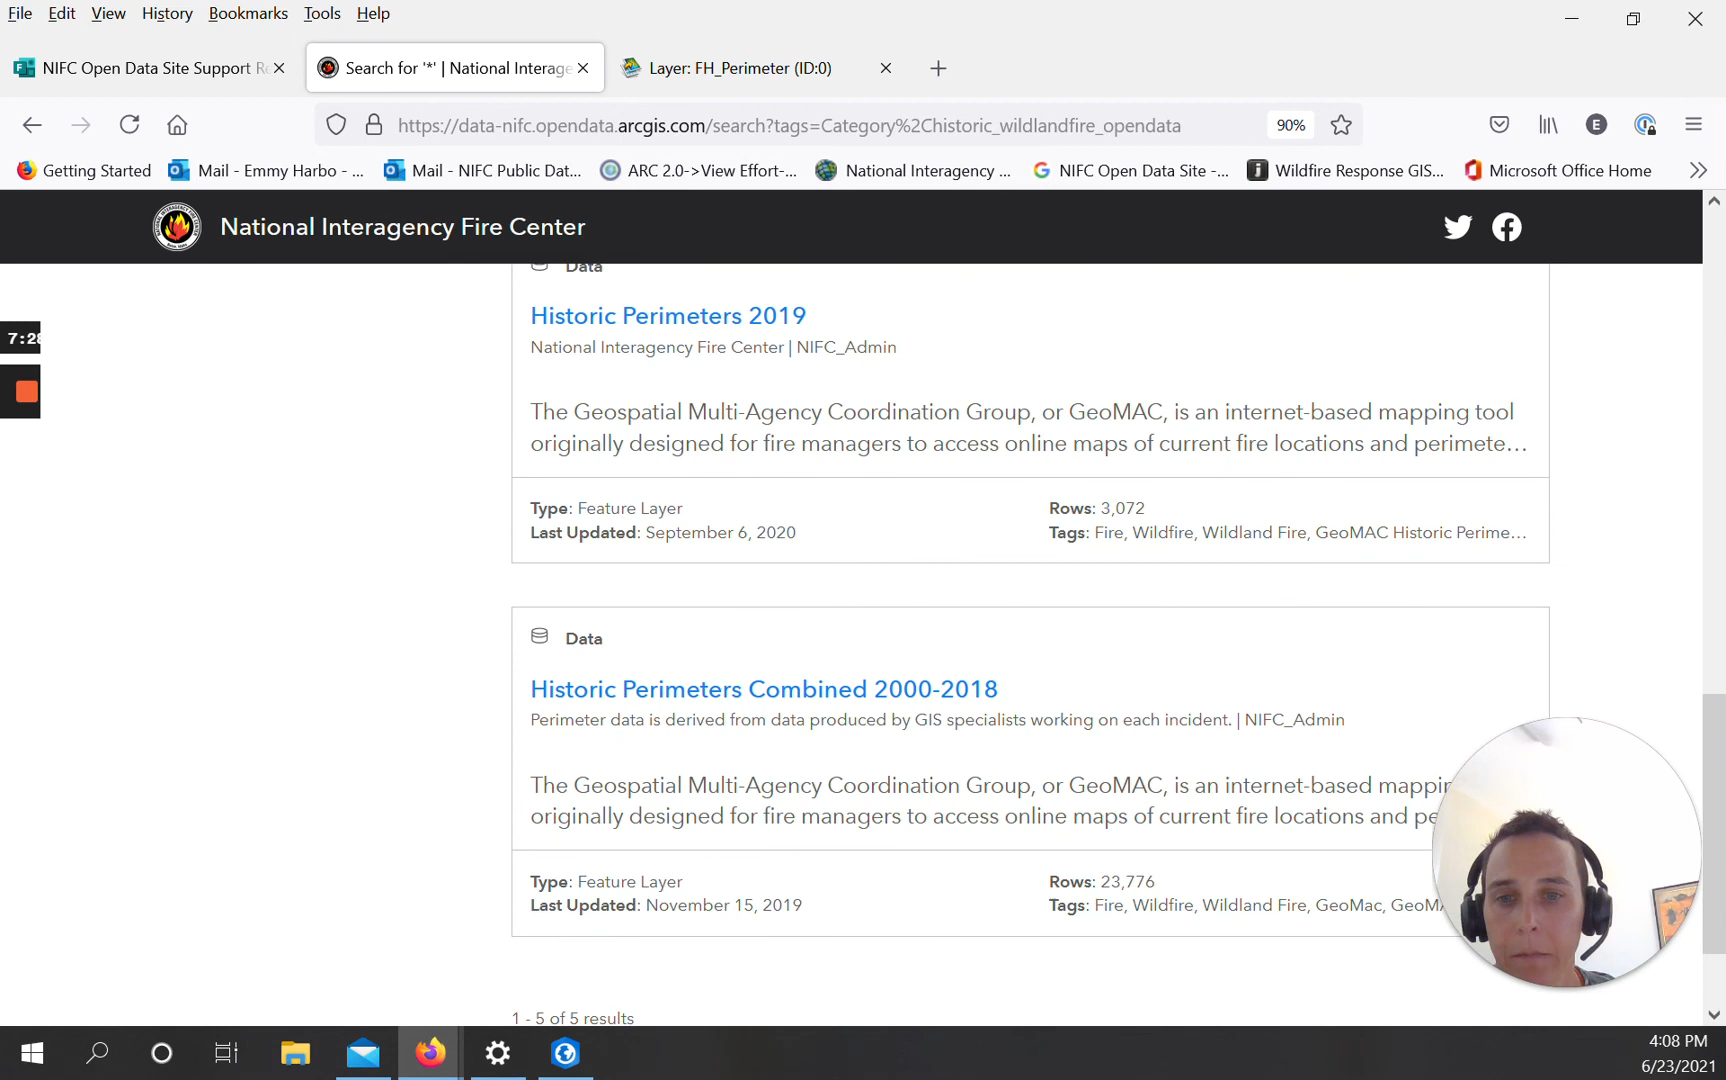 File Edit View History Bookmarks Tools Help
NIFC Open Data Site Support Re
Search for '*' | National Interage
Layer: FH_Perimeter (ID:0)
https://data-nifc.opendata.arcgis.com/search?tags=Category%2Chistoric_wildlandfire_opendata
90%
E
Getting Started
Mail - Emmy Harbo - ...
Mail - NIFC Public Dat...
ARC 2.0->View Effort-...
National Interagency ...
NIFC Open Data Site -...
Wildfire Response GIS...
Microsoft Office Home
National Interagency Fire Center
Data
7:28
Historic Perimeters 2019
National Interagency Fire Center | NIFC_Admin
The Geospatial Multi-Agency Coordination Group, or GeoMAC, is an internet-based mapping tool
originally designed for fire managers to access online maps of current fire locations and perimete...
Type: Feature Layer
Rows: 3,072
Last Updated: September 6, 2020
Tags: Fire, Wildfire, Wildland Fire, GeoMAC Historic Perime...
Data
Historic Perimeters Combined 2000-2018
Perimeter data is derived from data produced by GIS specialists working on each incident. | NIFC_Admin
The Geospatial Multi-Agency Coordination Group, or GeoMAC, is an internet-based mappin
originally designed for fire managers to access online maps of current fire locations and pe
Type: Feature Layer
Rows: 23,776
Last Updated: November 15, 2019
Tags: Fire, Wildfire, Wildland Fire, GeoMac, GeoMA
1 - 5 of 5 results
4:08 PM
6/23/2021